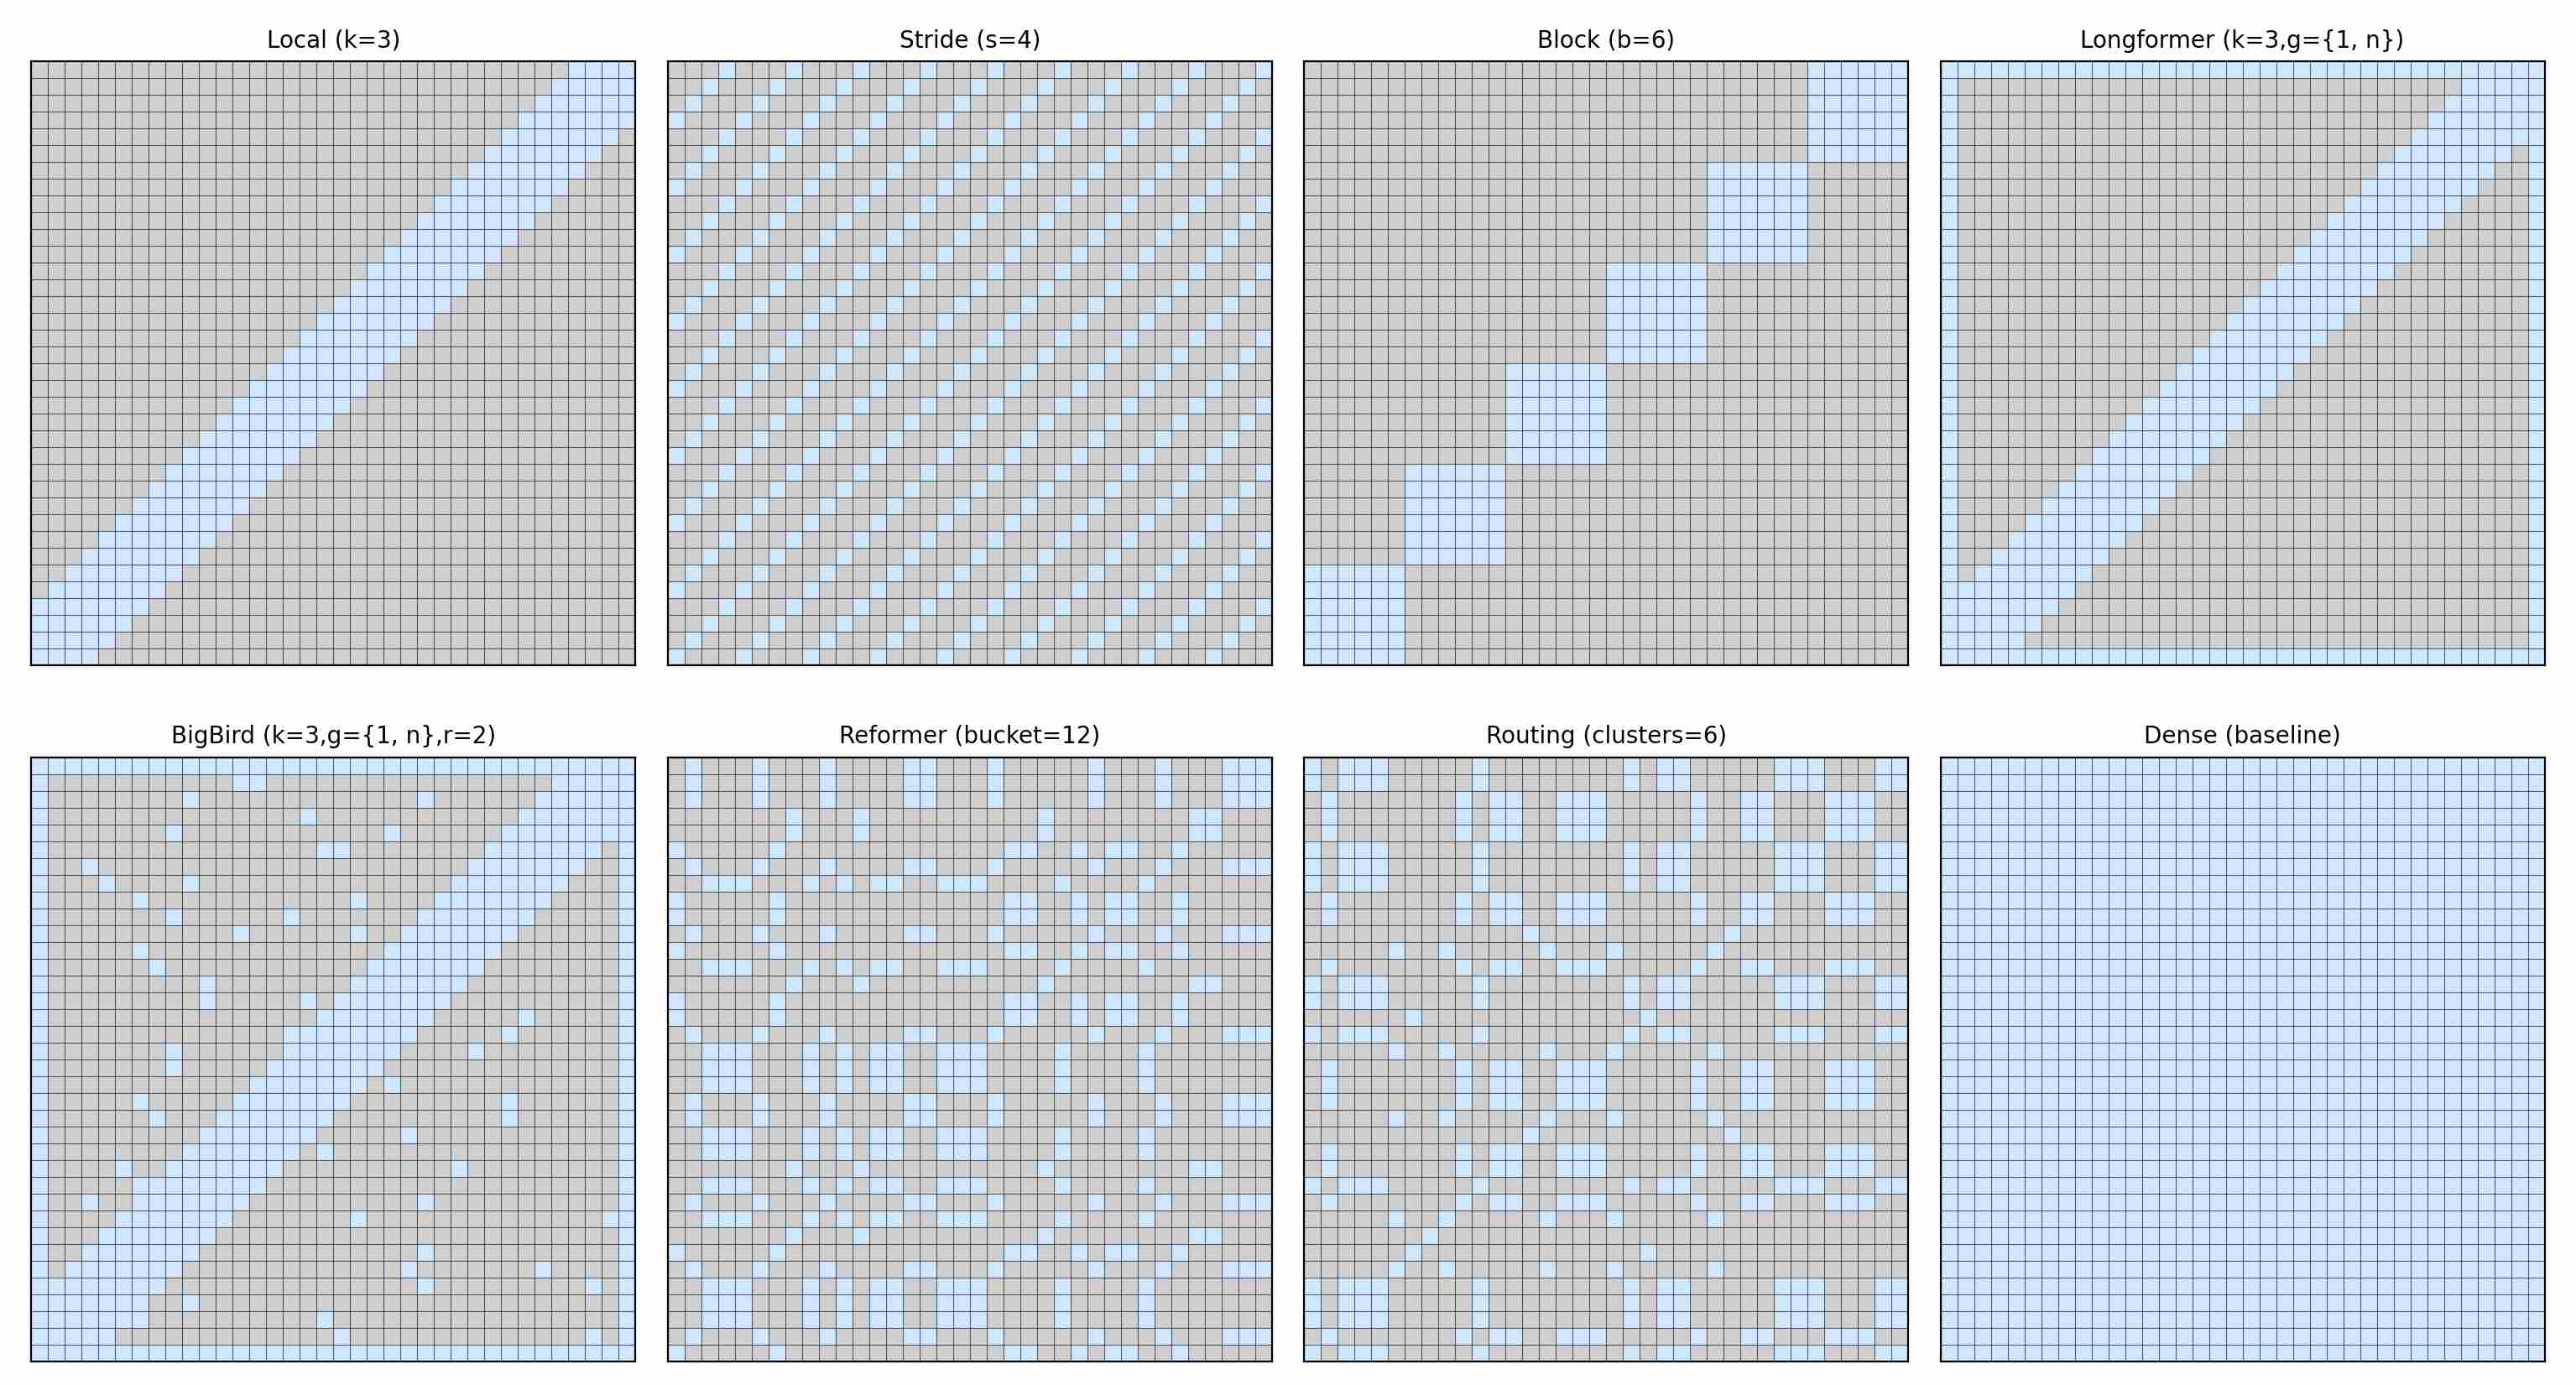 Local (k=3)
Stride (s=4)
Block (b=6)
Longformer (k=3,g={1, n})
BigBird (k=3,g={1, n},r=2)
Reformer (bucket=12)
Routing (clusters=6)
Dense (baseline)